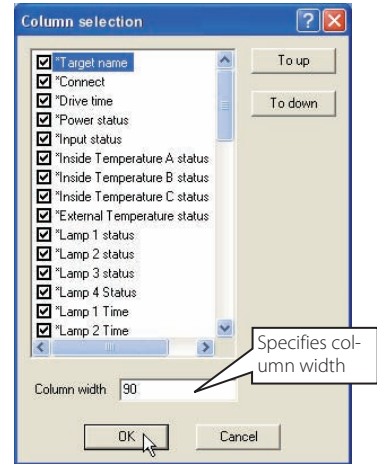 Column selection
*Target name
To up
*Connect
*Drive time
To down
*Power status
*Input status
*Inside Temperature A status
*Inside Temperature B status
*Inside Temperature C status
*External Temperature status
*Lamp 1 status
*Lamp 2 status
*Lamp 3 status
*Lamp 4 Status
*Lamp 1 Time
*Lamp 2 Time
Specifies col-
umn width
Column width 90
OK Cancel